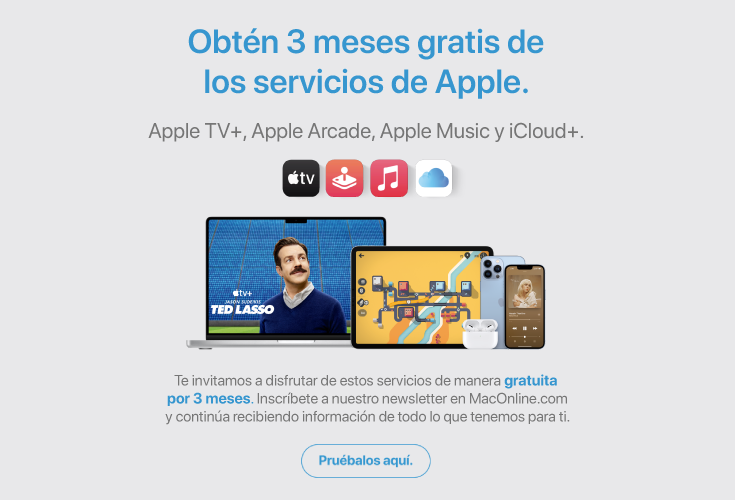 Obtén 3 meses gratis de
los servicios de Apple.
Apple TV+, Apple Arcade, Apple Music y iCloud+.
tv
tv+
JASON SUDEIKIS
TED LASSO
Te invitamos a disfrutar de estos servicios de manera gratuita
por 3 meses. Inscríbete a nuestro newsletter en MacOnline.com
y continúa recibiendo información de todo lo que tenemos para ti.
Pruébalos aquí.